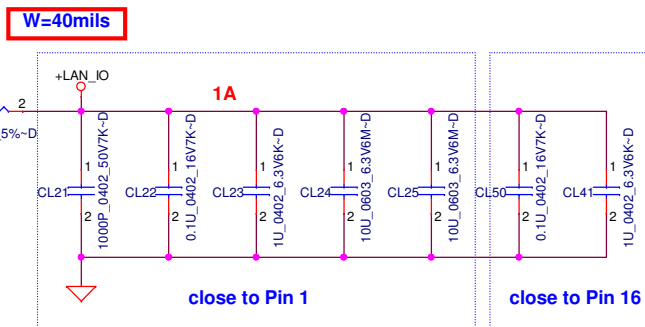 W=40mils
+LAN_IO
1A
2
5%~D
1
CL21
2
1000P_0402_50V7K~D
1
CL22
2
0.1U_0402_16V7K~D
1
CL23
2
1U_0402_6.3V6K~D
1
CL24
2
10U_0603_6.3V6M~D
1
CL25
2
10U_0603_6.3V6M~D
1
CL50
2
0.1U_0402_16V7K~D
1
CL41
2
1U_0402_6.3V6K~D
close to Pin 1
close to Pin 16